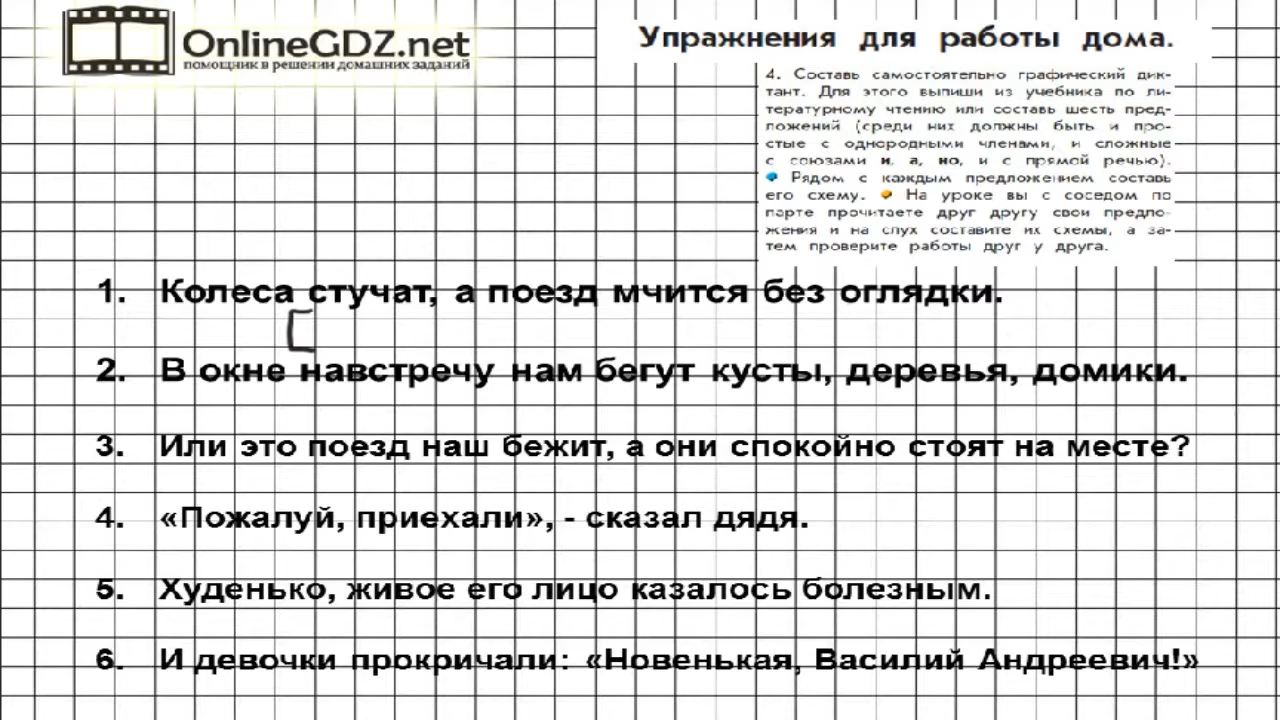 OnlineGDZ.net
помощник в решении домашних заданий
Упражнения для работы дома.
4. Составь самостоятельно графический дик-
тант. Для этого выпиши из учебника по ли-
тературному чтению или составь шесть пред-
ложений (среди них должны быть и про-
стые с однородными членами, и сложные
с союзами и, а, но, и с прямой речью).
Рядом с каждым предложением составь
его схему. На уроке вы с соседом по
парте прочитаете друг другу свои предло-
жения и на слух составите их схемы, а за-
тем проверите работы друг у друга.
1. Колеса стучат, а поезд мчится без оглядки.
[
2. В окне навстречу нам бегут кусты, деревья, домики.
3. Или это поезд наш бежит, а они спокойно стоят на месте?
4. «Пожалуй, приехали», - сказал дядя.
5. Худенько, живое его лицо казалось болезным.
6. И девочки прокричали: «Новенькая, Василий Андреевич!»